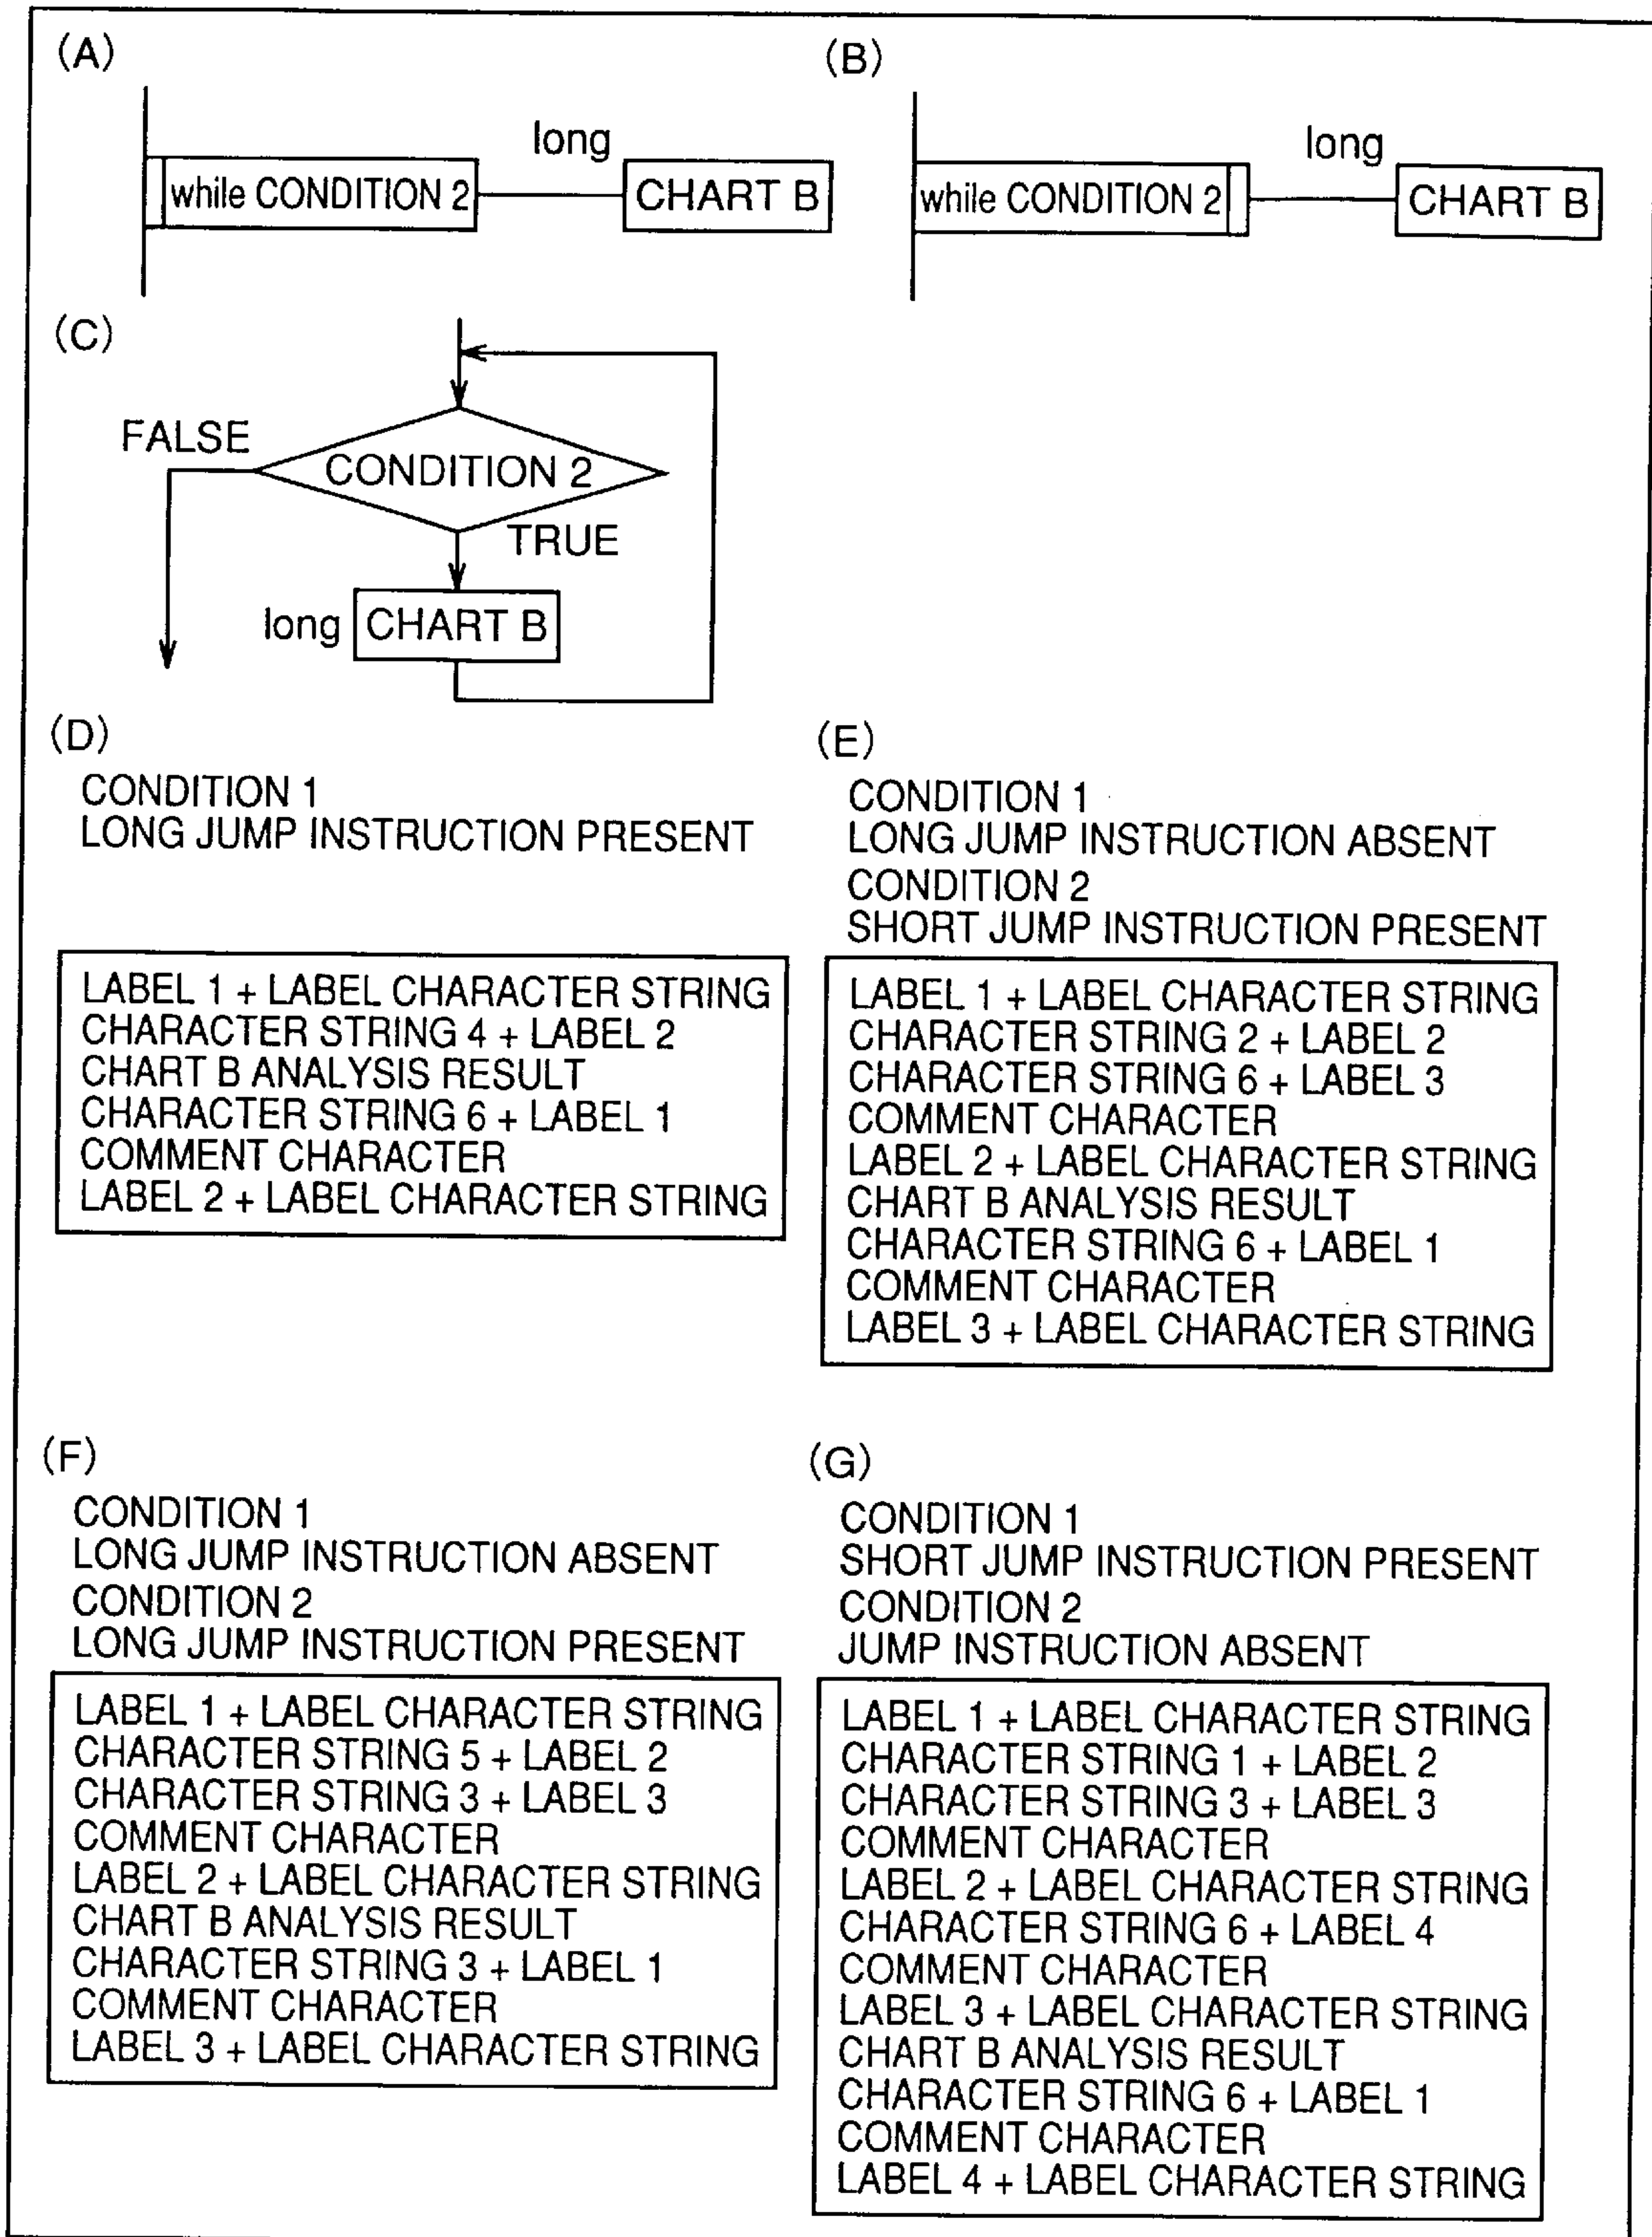 (A)
long
while CONDITION 2
CHART B
(B)
long
while CONDITION 2
CHART B
(C)
FALSE
CONDITION 2
TRUE
long
CHART B
(D)
CONDITION 1
LONG JUMP INSTRUCTION PRESENT
LABEL 1 + LABEL CHARACTER STRING
CHARACTER STRING 4 + LABEL 2
CHART B ANALYSIS RESULT
CHARACTER STRING 6 + LABEL 1
COMMENT CHARACTER
LABEL 2 + LABEL CHARACTER STRING
(E)
CONDITION 1
LONG JUMP INSTRUCTION ABSENT
CONDITION 2
SHORT JUMP INSTRUCTION PRESENT
LABEL 1 + LABEL CHARACTER STRING
CHARACTER STRING 2 + LABEL 2
CHARACTER STRING 6 + LABEL 3
COMMENT CHARACTER
LABEL 2 + LABEL CHARACTER STRING
CHART B ANALYSIS RESULT
CHARACTER STRING 6 + LABEL 1
COMMENT CHARACTER
LABEL 3 + LABEL CHARACTER STRING
(F)
CONDITION 1
LONG JUMP INSTRUCTION ABSENT
CONDITION 2
LONG JUMP INSTRUCTION PRESENT
LABEL 1 + LABEL CHARACTER STRING
CHARACTER STRING 5 + LABEL 2
CHARACTER STRING 3 + LABEL 3
COMMENT CHARACTER
LABEL 2 + LABEL CHARACTER STRING
CHART B ANALYSIS RESULT
CHARACTER STRING 3 + LABEL 1
COMMENT CHARACTER
LABEL 3 + LABEL CHARACTER STRING
(G)
CONDITION 1
SHORT JUMP INSTRUCTION PRESENT
CONDITION 2
JUMP INSTRUCTION ABSENT
LABEL 1 + LABEL CHARACTER STRING
CHARACTER STRING 1 + LABEL 2
CHARACTER STRING 3 + LABEL 3
COMMENT CHARACTER
LABEL 2 + LABEL CHARACTER STRING
CHARACTER STRING 6 + LABEL 4
COMMENT CHARACTER
LABEL 3 + LABEL CHARACTER STRING
CHART B ANALYSIS RESULT
CHARACTER STRING 6 + LABEL 1
COMMENT CHARACTER
LABEL 4 + LABEL CHARACTER STRING